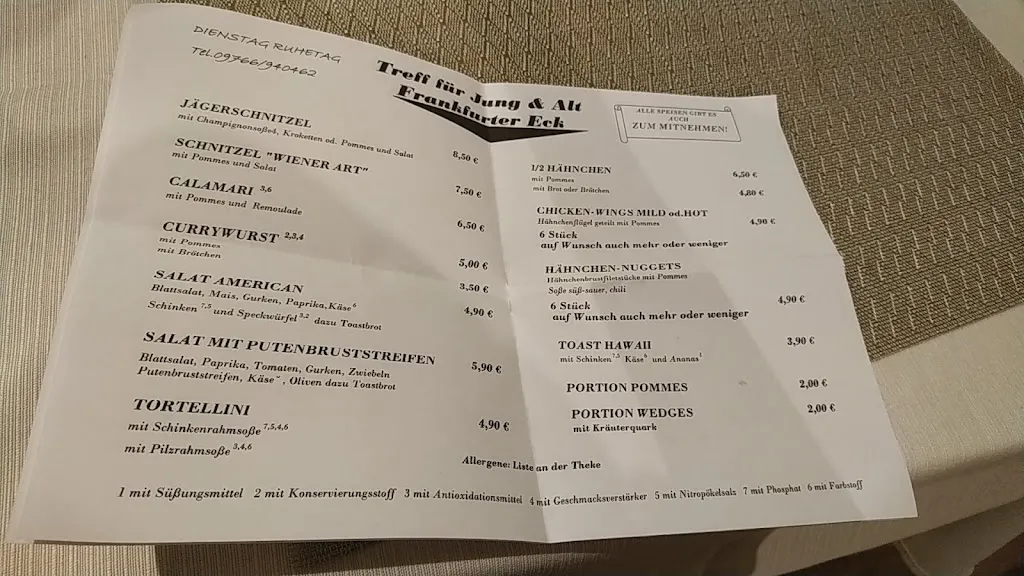 DIENSTAG RUHETAG
Tel.09766/940462
Treff für Jung & Alt
Frankfurter Eck
ALLE SPEISEN GIBT ES
AUCH
ZUM MITNEHMEN!
JÄGERSCHNITZEL
mit Champignonsoße4, Kroketten od. Pommes und Salat 8,50 €
SCHNITZEL "WIENER ART"
mit Pommes und Salat 7,50 €
CALAMARI 3,6
mit Pommes und Remoulade 6,50 €
CURRYWURST 2,3,4
mit Pommes 5,00 €
mit Brötchen 3,50 €
SALAT AMERICAN
Blattsalat, Mais, Gurken, Paprika,Käse6 4,90 €
Schinken 7,5 und Speckwürfel3,2 dazu Toastbrot
SALAT MIT PUTENBRUSTSTREIFEN 5,90 €
Blattsalat, Paprika, Tomaten, Gurken, Zwiebeln
Putenbruststreifen, Käse , Oliven dazu Toastbrot
TORTELLINI
mit Schinkenrahmsoße7,5,4,6 4,90 €
mit Pilzrahmsoße3,4,6
1/2 HÄHNCHEN
mit Pommes 6,50 €
mit Brot oder Brötchen 4,80 €
CHICKEN-WINGS MILD od.HOT
Hähnchenflügel geteilt mit Pommes 4,90 €
6 Stück
auf Wunsch auch mehr oder weniger
HÄHNCHEN-NUGGETS
Hähnchenbrustfiletstücke mit Pommes
Soße süß-sauer, chili
6 Stück 4,90 €
auf Wunsch auch mehr oder weniger
TOAST HAWAII 3,90 €
mit Schinken7,5 Käse6 und Ananas1
PORTION POMMES 2,00 €
PORTION WEDGES 2,00 €
mit Kräuterquark
Allergene: Liste an der Theke
1 mit Süßungsmittel 2 mit Konservierungsstoff 3 mit Antioxidationsmittel 4 mit Geschmacksverstärker 5 mit Nitropökelsalz 7 mit Phosphat 6 mit Farbstoff